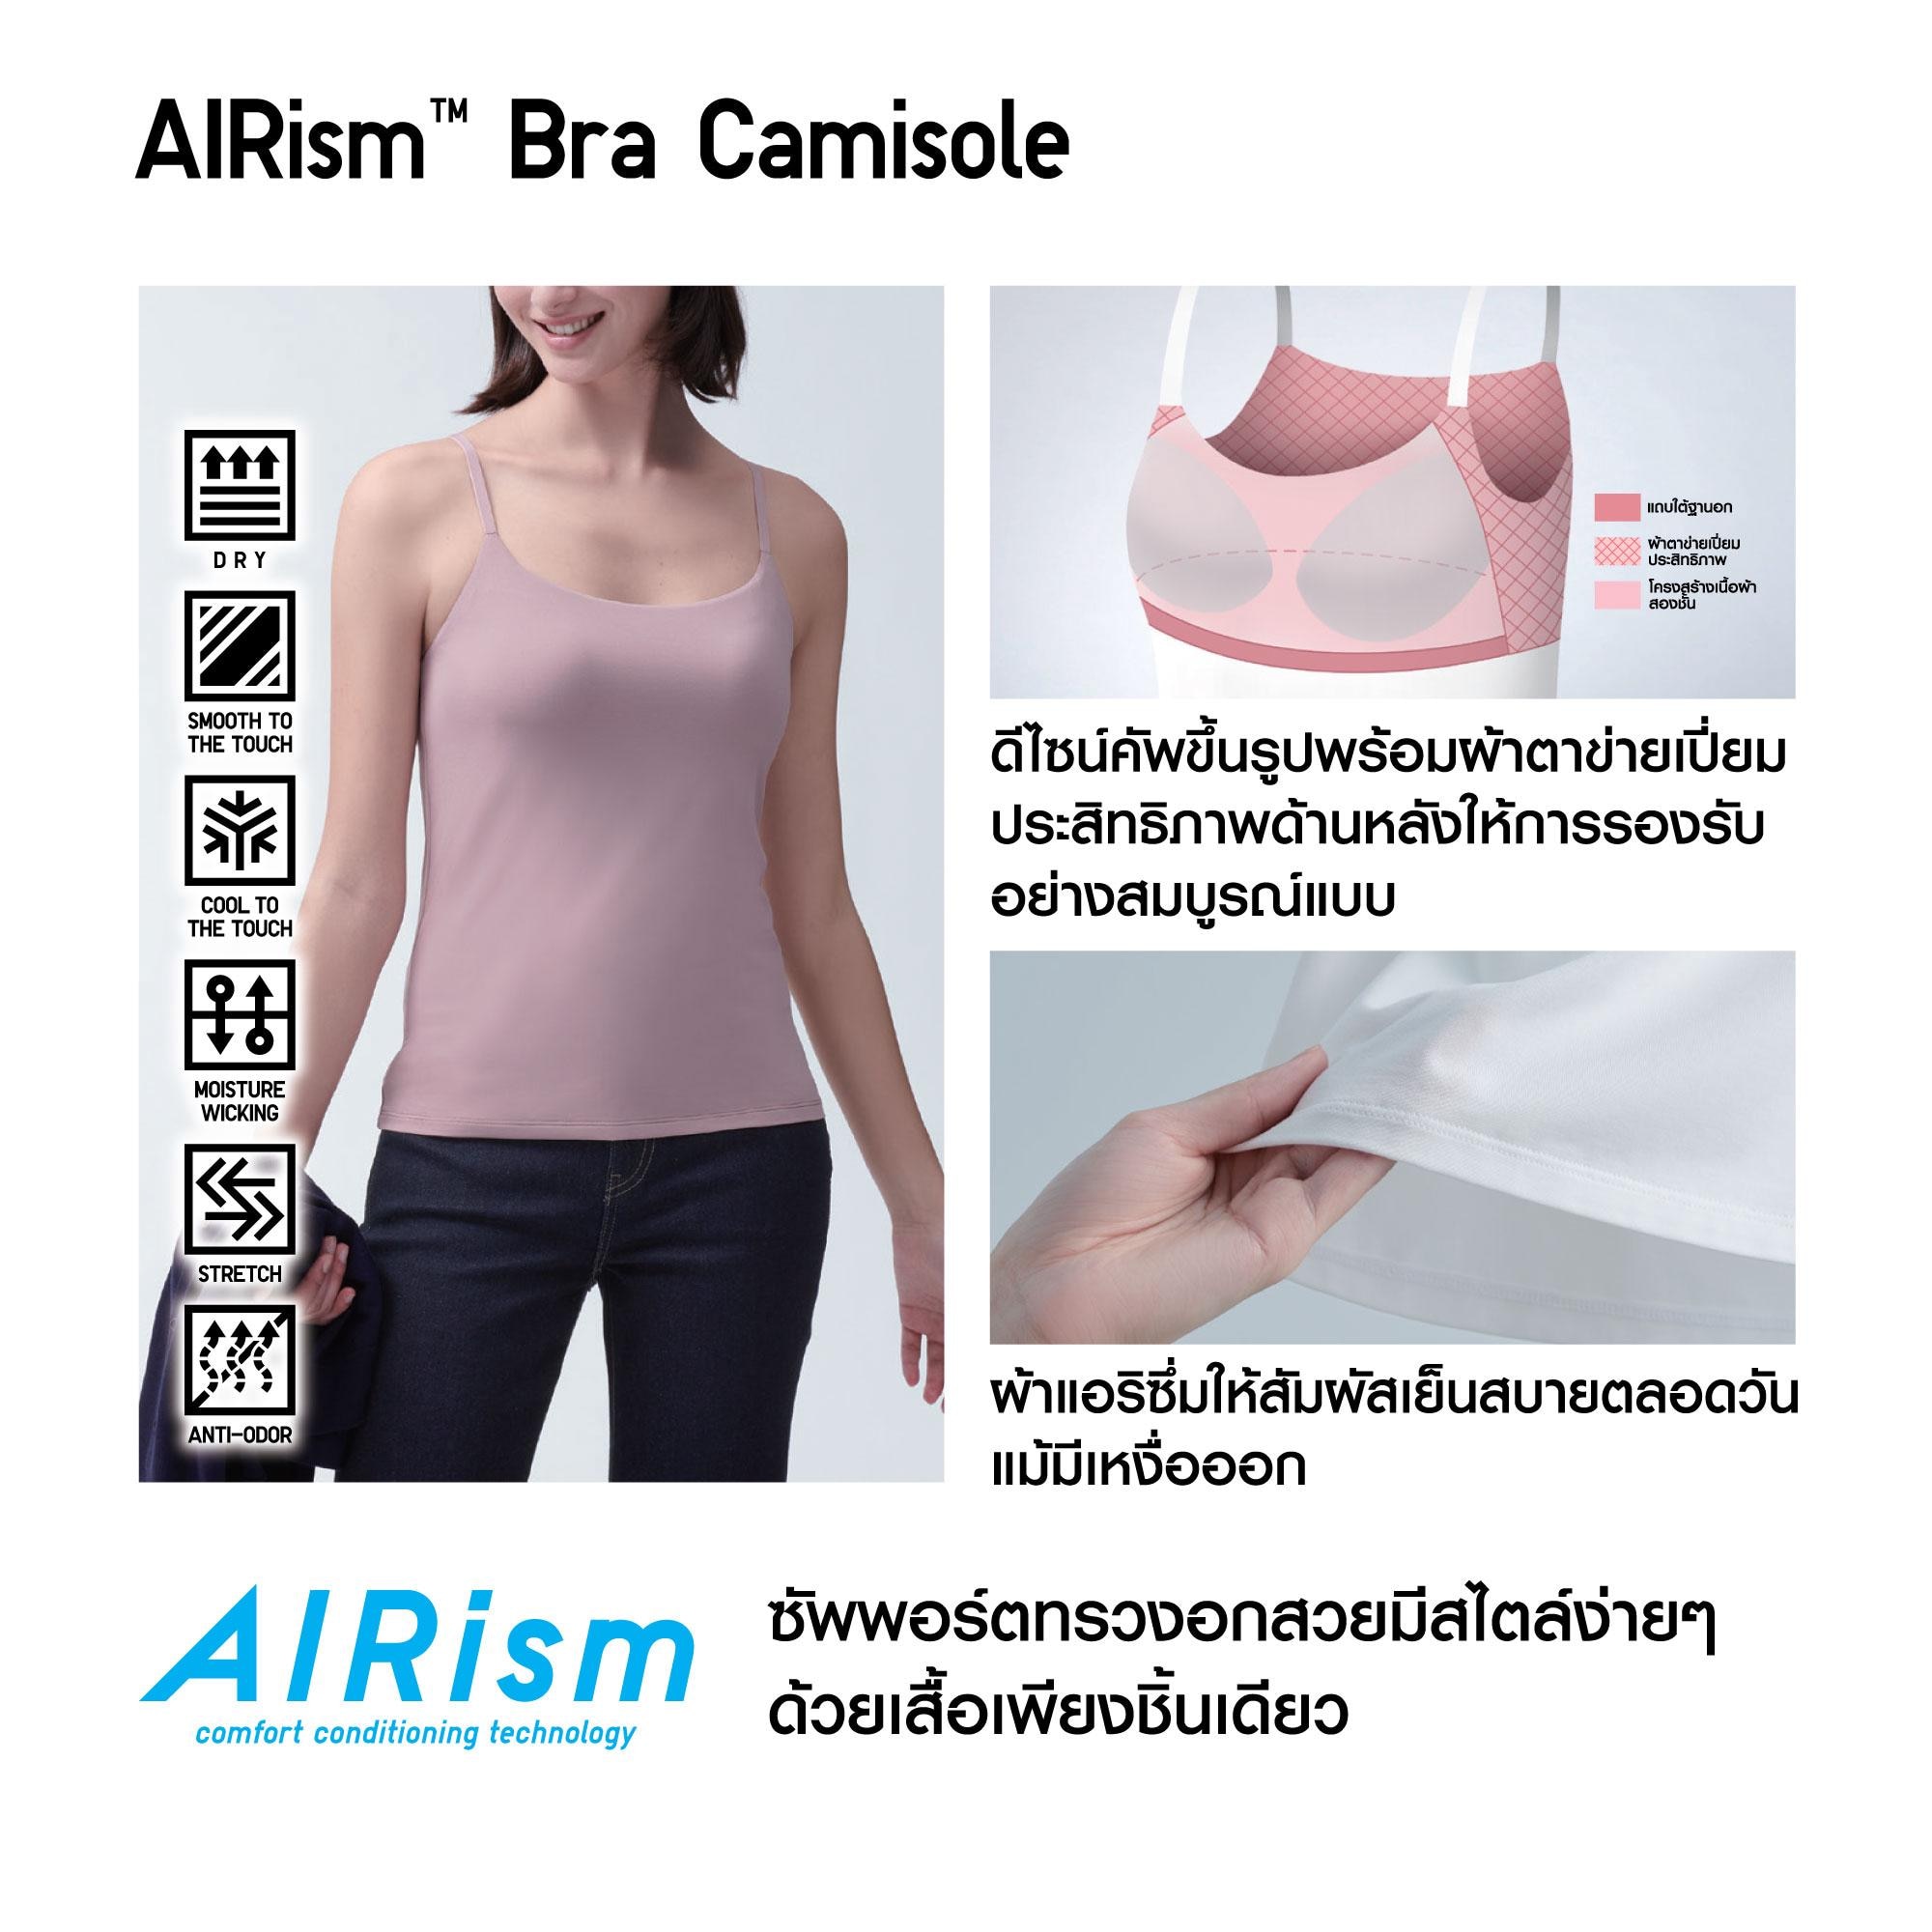 AIRism™ Bra Camisole
DRY
SMOOTH TO
THE TOUCH
COOL TO
THE TOUCH
MOISTURE
WICKING
STRETCH
ANTI-ODOR
แถบใต้ฐานอก
ผ้าตาข่ายเปี่ยม
ประสิทธิภาพ
โครงสร้างเนื้อผ้า
สองชั้น
ดีไซน์คัพขึ้นรูปพร้อมผ้าตาข่ายเปี่ยม
ประสิทธิภาพด้านหลังให้การรองรับ
อย่างสมบูรณ์แบบ
ผ้าแอริซึ่มให้สัมผัสเย็นสบายตลอดวัน
แม้มีเหงื่อออก
AIRism
comfort conditioning technology
ซัพพอร์ตทรวงอกสวยมีสไตล์ง่ายๆ
ด้วยเสื้อเพียงชิ้นเดียว